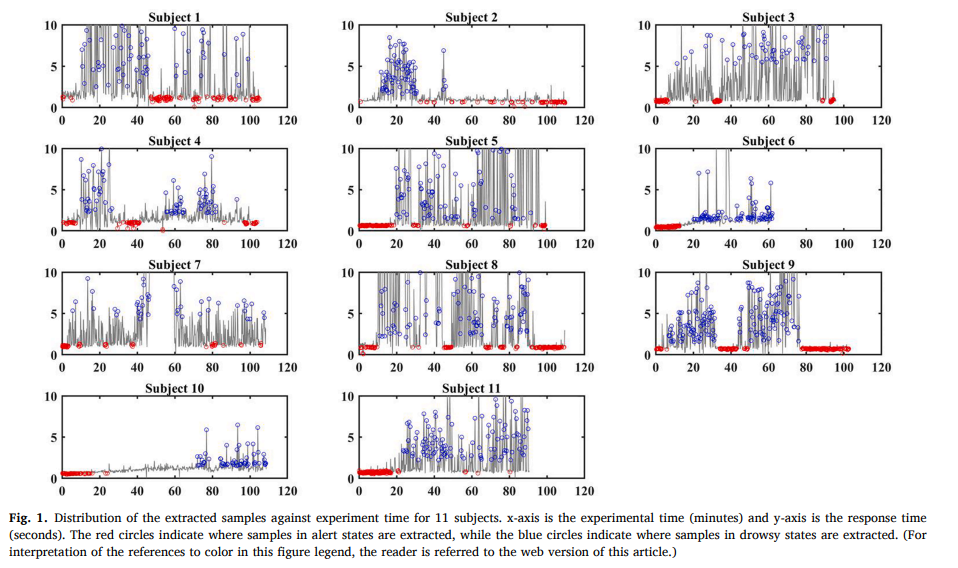 Subject 1 Subject 2 Subject 3
10 10 10
5 5 5
0 0 0
0 20 40 60 80 100 120 0 20 40 60 80 100 120 0 20 40 60 80 100 120
Subject 4 Subject 5 Subject 6
10 10 10
5 5 5
0 0 0
0 20 40 60 80 100 120 0 20 40 60 80 100 120 0 20 40 60 80 100 120
Subject 7 Subject 8 Subject 9
10 10 10
5 5 5
0 0 0
0 20 40 60 80 100 120 0 20 40 60 80 100 120 0 20 40 60 80 100 120
Subject 10 Subject 11
10 10
5 5
0 0
0 20 40 60 80 100 120 0 20 40 60 80 100 120
Fig. 1. Distribution of the extracted samples against experiment time for 11 subjects. x-axis is the experimental time (minutes) and y-axis is the response time
(seconds). The red circles indicate where samples in alert states are extracted, while the blue circles indicate where samples in drowsy states are extracted. (For
interpretation of the references to color in this figure legend, the reader is referred to the web version of this article.)